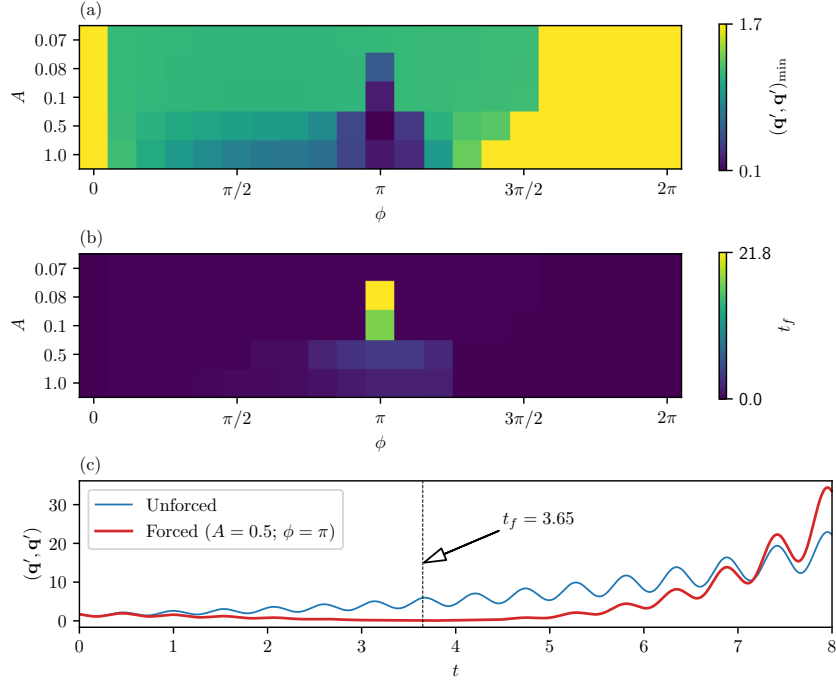 (a)
0.07
0.08
0.1
0.5
1.0
A
0 π/2 π 3π/2 2π
ϕ
1.7
0.1
(q′, q′)min
(b)
0.07
0.08
0.1
0.5
1.0
A
0 π/2 π 3π/2 2π
ϕ
21.8
0.0
t_f
(c)
30
20
10
0
(q′, q′)
Unforced
Forced (A = 0.5; ϕ = π)
t_f = 3.65
0 1 2 3 4 5 6 7 8
t